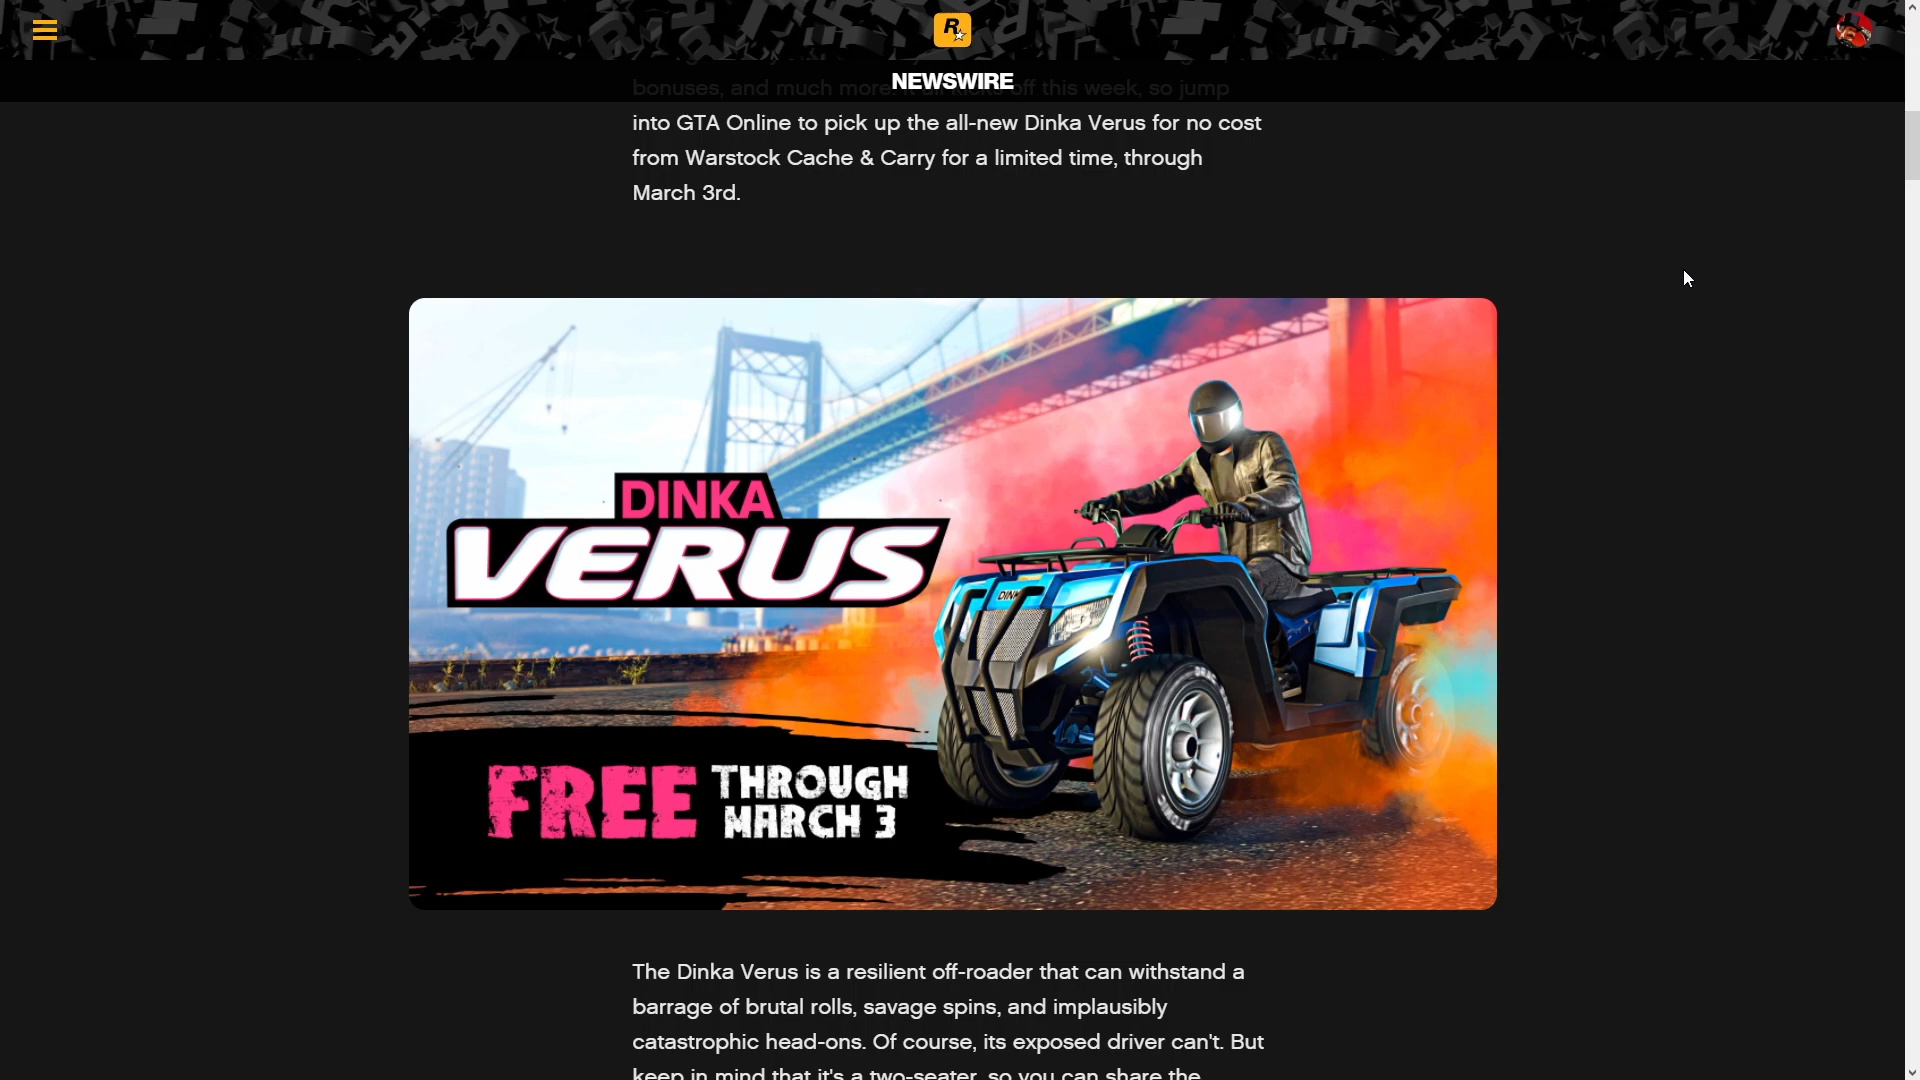 NEWSWIRE
bonuses, and much more. It all kicks off this week, so jump
into GTA Online to pick up the all-new Dinka Verus for no cost
from Warstock Cache & Carry for a limited time, through
March 3rd.
DINKA
VERUS
DINKA
FREE THROUGH
MARCH 3
The Dinka Verus is a resilient off-roader that can withstand a
barrage of brutal rolls, savage spins, and implausibly
catastrophic head-ons. Of course, its exposed driver can't. But
keep in mind that it's a two-seater, so you can share the